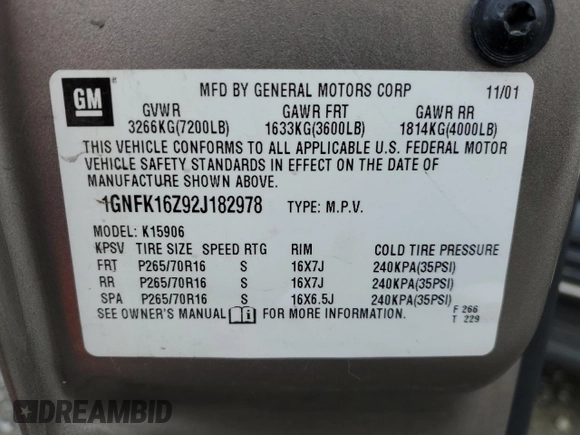 GM
MFD BY GENERAL MOTORS CORP 11/01
GVWR GAWR FRT GAWR RR
3266KG(7200LB) 1633KG(3600LB) 1814KG(4000LB)
THIS VEHICLE CONFORMS TO ALL APPLICABLE U.S. FEDERAL MOTOR
VEHICLE SAFETY STANDARDS IN EFFECT ON THE DATE OF
MANUFACTURE SHOWN ABOVE.
1GNFK16Z92J182978 TYPE: M.P.V.
MODEL: K15906
KPSV TIRE SIZE SPEED RTG RIM COLD TIRE PRESSURE
FRT P265/70R16 S 16X7J 240KPA(35PSI)
RR P265/70R16 S 16X7J 240KPA(35PSI)
SPA P265/70R16 S 16X6.5J 240KPA(35PSI)
SEE OWNER'S MANUAL FOR MORE INFORMATION.
F 266
T 229
DREAMBID